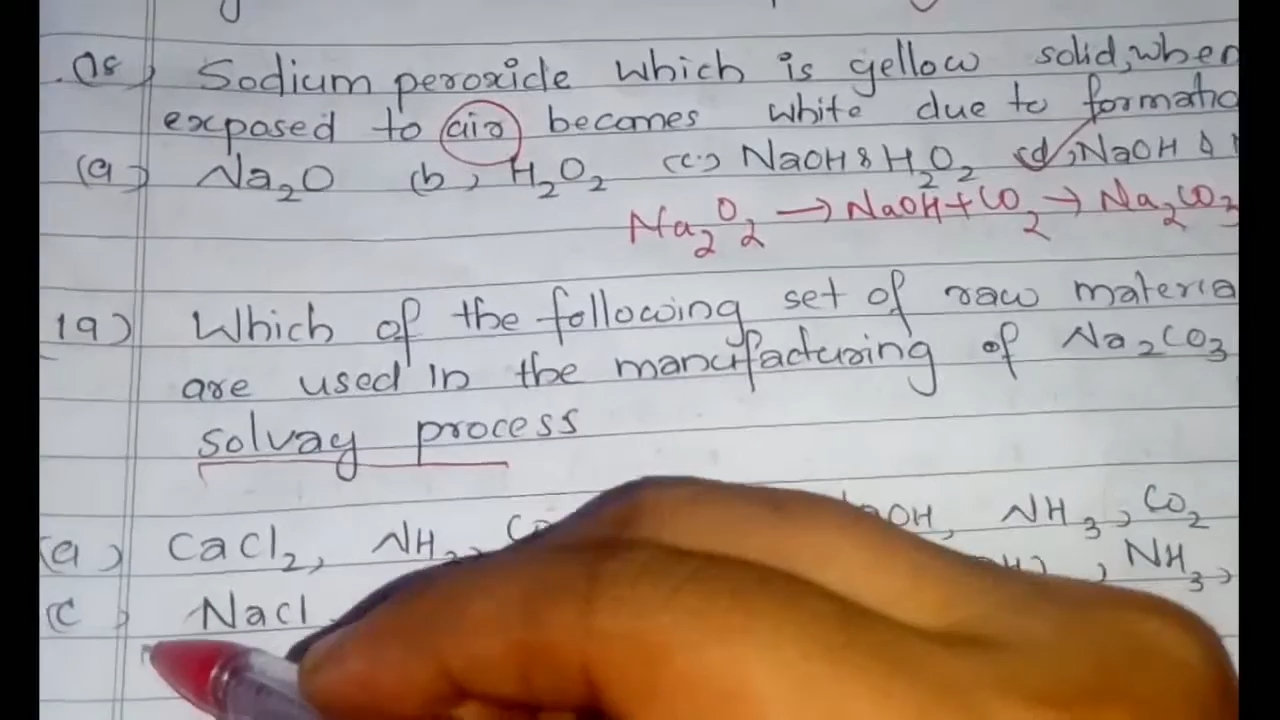 Q8) Sodium peroxide which is yellow solid, when
exposed to air becomes white due to formatio
(a) Na2O (b) H2O2 (c) NaOH & H2O2 (d) NaOH &
Na2O2 → NaOH + CO2 → Na2CO3
19) Which of the following set of raw materia
are used in the manufacturing of Na2CO3
solvay process
(a) CaCl2, NH3, OH, NH3, CO2
(c) NaCl , NH3,